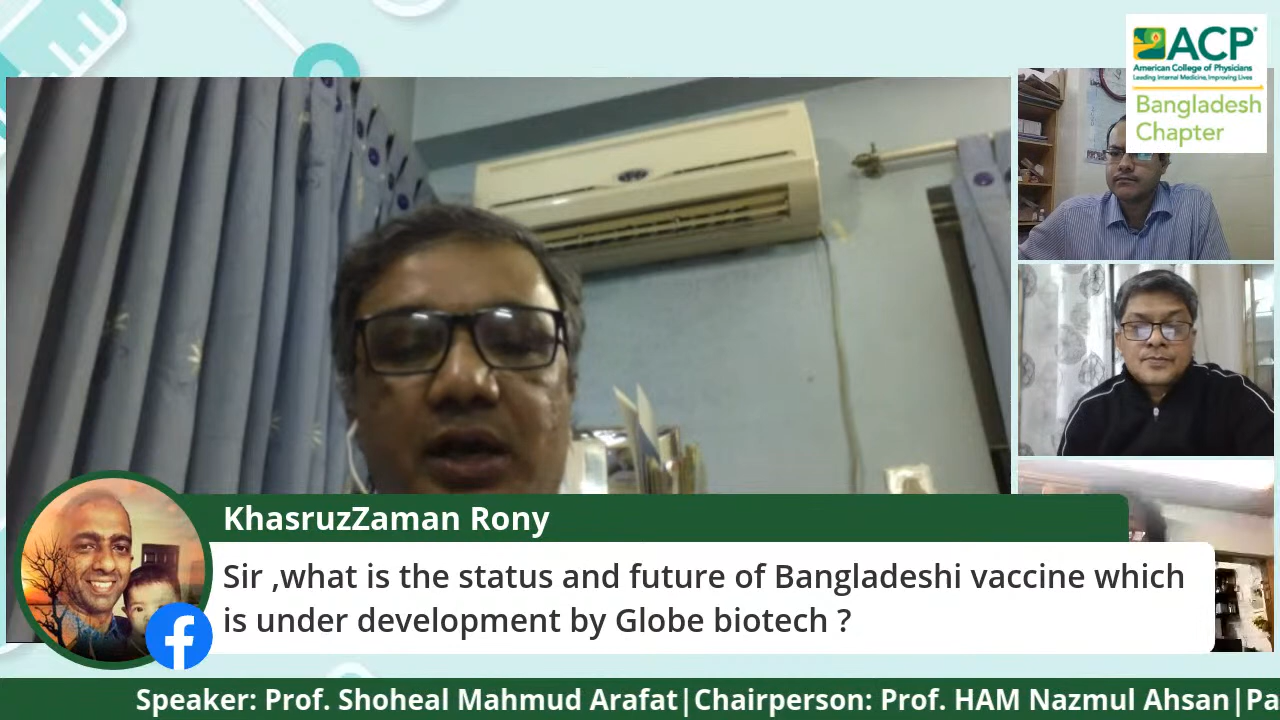 ACP®
American College of Physicians
Leading Internal Medicine, Improving Lives
Bangladesh
Chapter
KhasruzZaman Rony
Sir ,what is the status and future of Bangladeshi vaccine which
is under development by Globe biotech ?
Speaker: Prof. Shoheal Mahmud Arafat|Chairperson: Prof. HAM Nazmul Ahsan|Pa